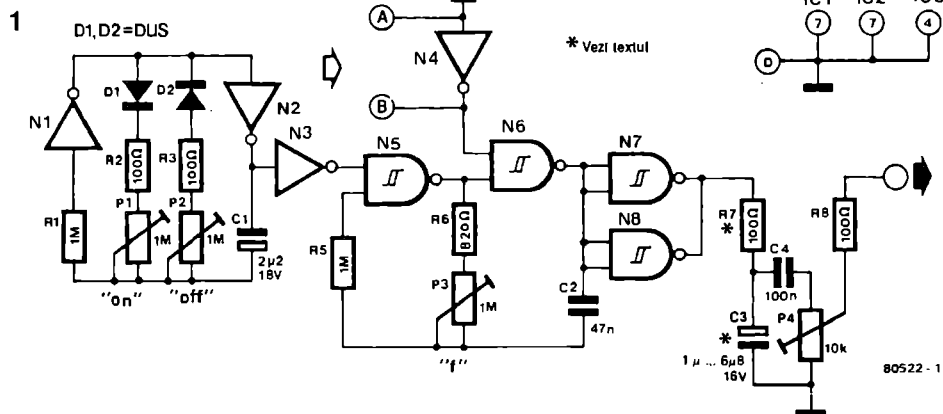 1
D1, D2 = DUS
A
N4
* Vezi textul
7
7
4
D
N1
D1
D2
N2
B
N3
N5
N6
N7
N8
R2
100Ω
R3
100Ω
R1
1M
P1
1M
P2
1M
C1
2µ2
16V
R5
1M
R6
820Ω
P3
1M
C2
47n
R7
*
100Ω
R8
100Ω
C4
100n
C3
*
1µ ... 6µ8
16V
P4
10k
"on"
"off"
"f"
80522 - 1